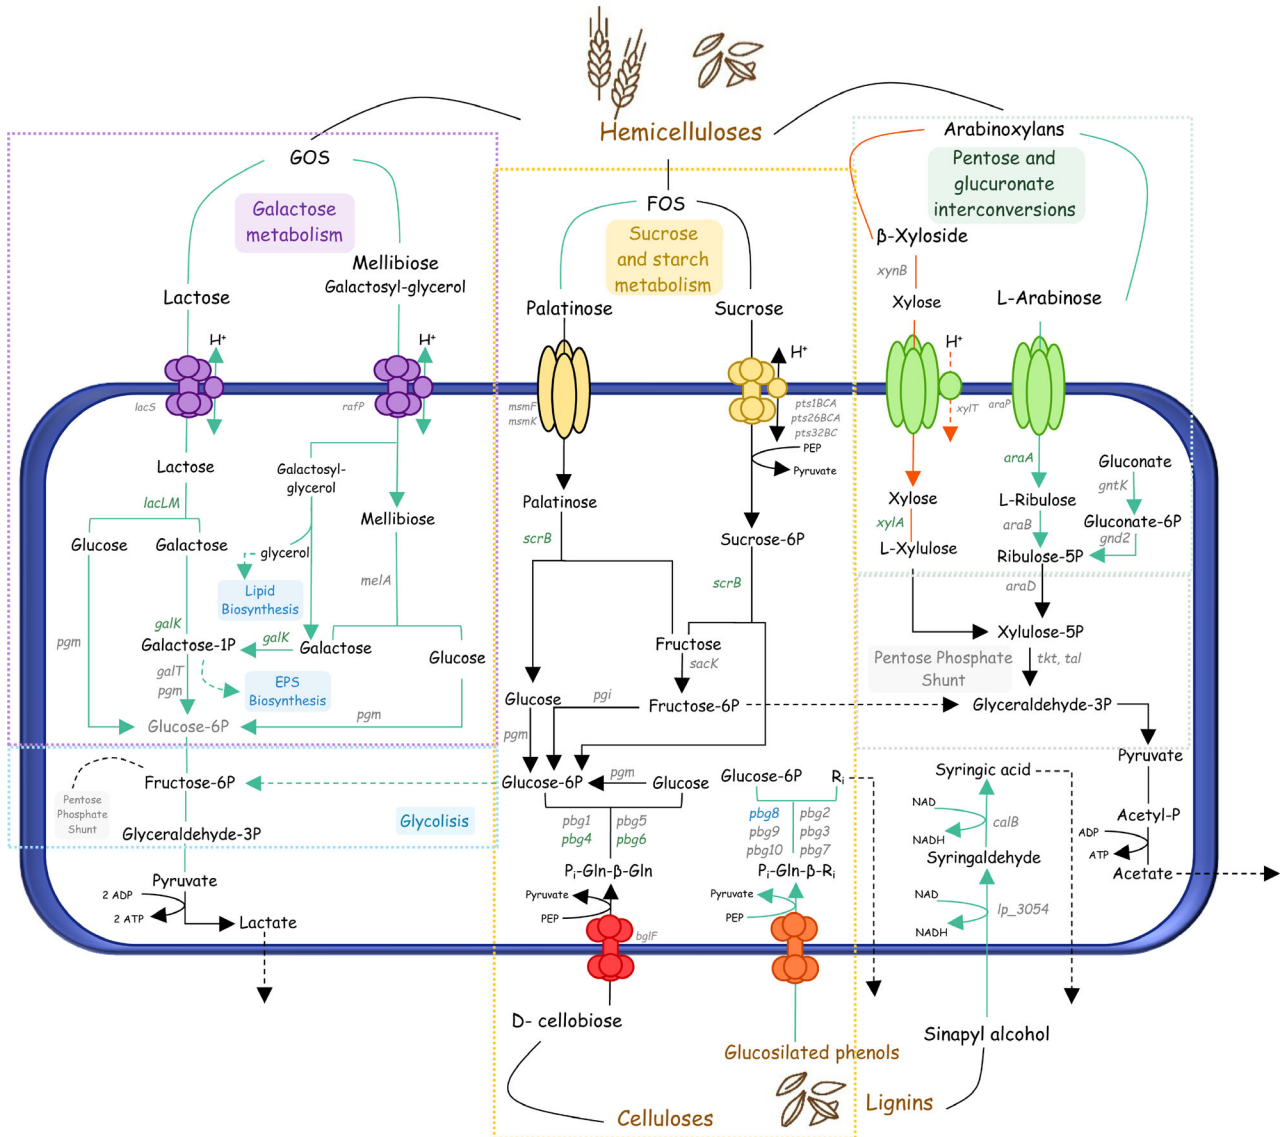 Hemicelluloses
GOS
Galactose
metabolism
Lactose
Mellibiose
Galactosyl-glycerol
H⁺
H⁺
lacS
rafP
Lactose
lacLM
Glucose
Galactose
Galactosyl-
glycerol
glycerol
Lipid
Biosynthesis
Mellibiose
melA
galK
Galactose-1P
galK
Galactose
Glucose
pgm
galT
pgm
EPS
Biosynthesis
Glucose-6P
pgm
Pentose
Phosphate
Shunt
Fructose-6P
Glycolisis
Glyceraldehyde-3P
Pyruvate
2 ADP
2 ATP
Lactate
FOS
Sucrose
and starch
metabolism
Palatinose
Sucrose
H⁺
msmF
msmK
pts1BCA
pts26BCA
pts32BC
PEP
Pyruvate
Palatinose
scrB
Sucrose-6P
scrB
Fructose
sacK
Glucose
pgi
Fructose-6P
pgm
Glucose-6P
pgm
Glucose
pbg1
pbg5
pbg4
pbg6
Pi-Gln-β-Gln
Pyruvate
PEP
bglF
D- cellobiose
Celluloses
Glucose-6P
Ri
pbg8
pbg2
pbg9
pbg3
pbg10
pbg7
Pi-Gln-β-Ri
Pyruvate
PEP
Glucosilated phenols
Lignins
Arabinoxylans
Pentose and
glucuronate
interconversions
β-Xyloside
xynB
Xylose
L-Arabinose
H⁺
xylT
araP
araA
Gluconate
gntK
Xylose
L-Ribulose
xylA
araB
Gluconate-6P
gnd2
L-Xylulose
Ribulose-5P
araD
Xylulose-5P
Pentose Phosphate
Shunt
tkt, tal
Glyceraldehyde-3P
Pyruvate
Acetyl-P
ADP
ATP
Acetate
Syringic acid
NAD
calB
NADH
Syringaldehyde
NAD
lp_3054
NADH
Sinapyl alcohol